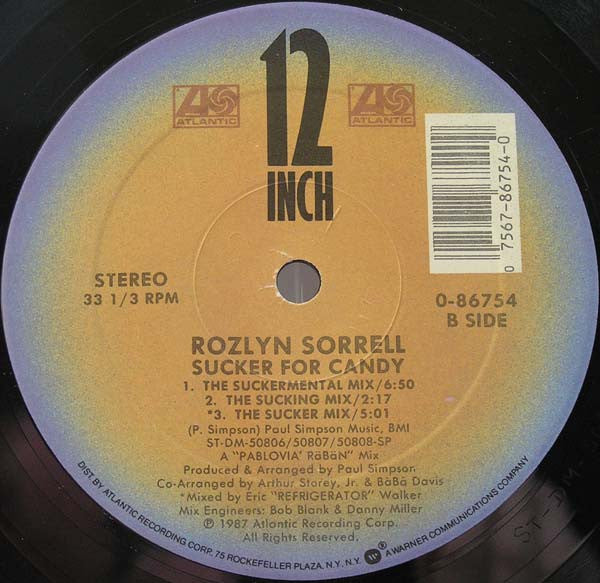 12
INCH
ATLANTIC
ATLANTIC
0 7567-86754-0
STEREO
33 1/3 RPM
0-86754
B SIDE
ROZLYN SORRELL
SUCKER FOR CANDY
1. THE SUCKERMENTAL MIX/6:50
2. THE SUCKING MIX/2:17
*3. THE SUCKER MIX/5:01
(P. Simpson) Paul Simpson Music, BMI
ST-DM-50806/50807/50808-SP
A "PABLOVIA' RäBäN" Mix
Produced & Arranged by Paul Simpson
Co-Arranged by Arthur Storey, Jr. & BäBä Davis
*Mixed by Eric "REFRIGERATOR" Walker
Mix Engineers: Bob Blank & Danny Miller
℗ 1987 Atlantic Recording Corp.
All Rights Reserved.
DIST BY ATLANTIC RECORDING CORP, 75 ROCKEFELLER PLAZA, N.Y. N.Y. A WARNER COMMUNICATIONS COMPANY
ST-DM-